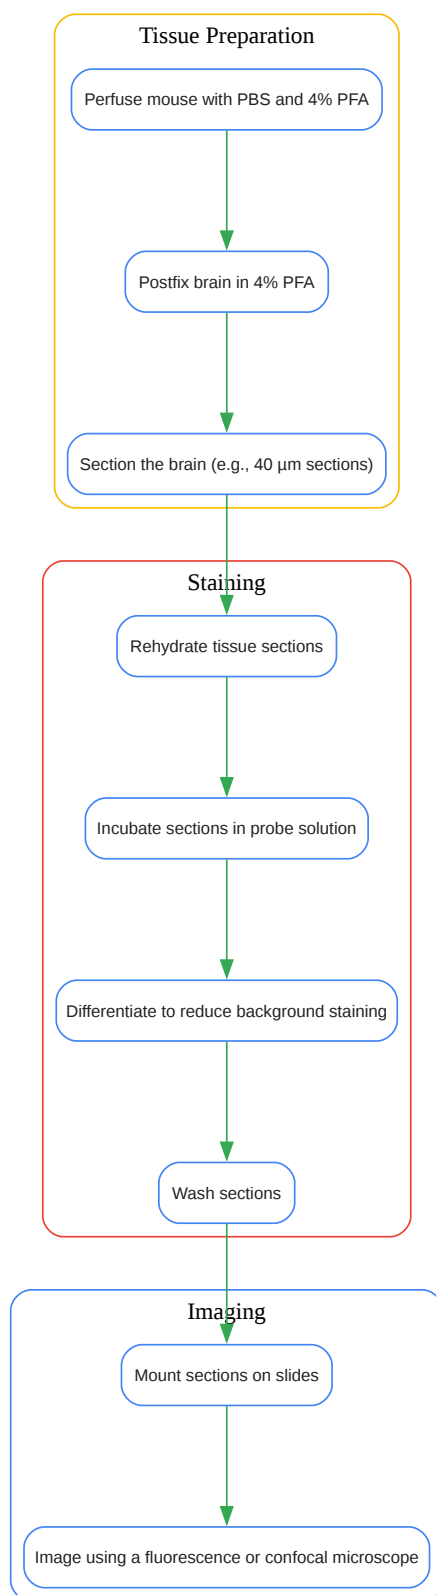 Tissue Preparation
Perfuse mouse with PBS and 4% PFA
Postfix brain in 4% PFA
Section the brain (e.g., 40 µm sections)
Staining
Rehydrate tissue sections
Incubate sections in probe solution
Differentiate to reduce background staining
Wash sections
Imaging
Mount sections on slides
Image using a fluorescence or confocal microscope